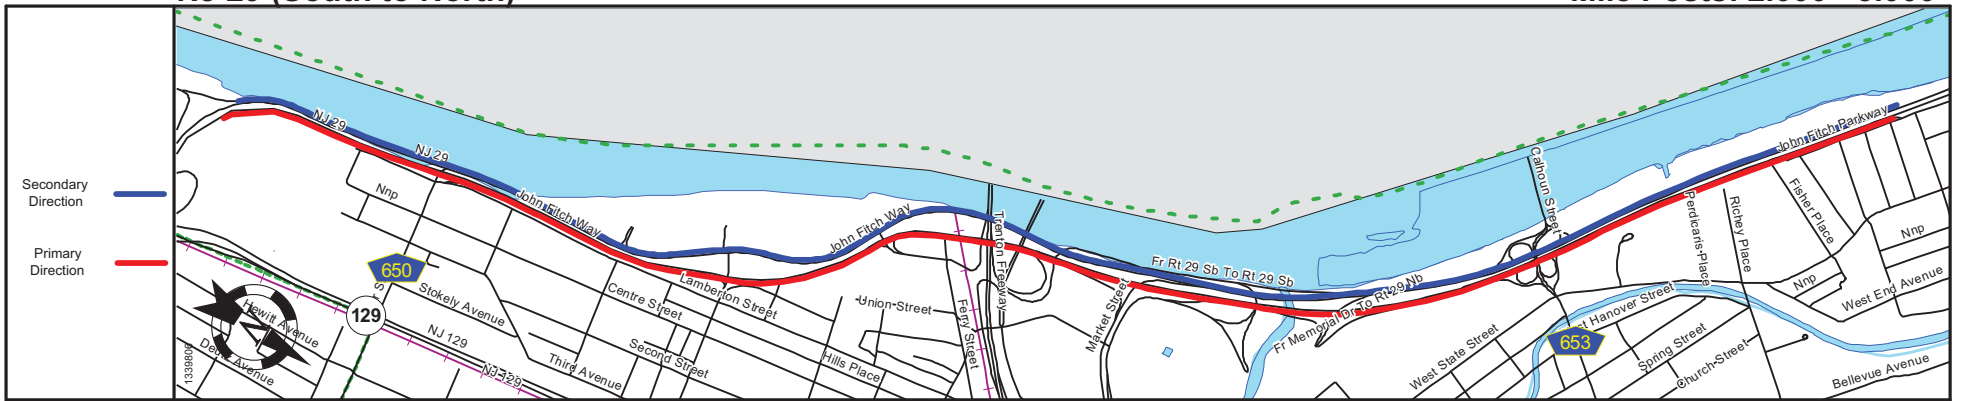 Secondary
Direction
Primary
Direction
NJ 29
NJ 29
John Fitch Way
John Fitch Way
Trenton Freeway
Fr Rt 29 Sb To Rt 29 Sb
Fr Memorial Dr To Rt 29 Nb
Calhoun Street
John Fitch Parkway
Perdicaris Place
Richey Place
Fisher Place
Nnp
Nnp
West End Avenue
Bellevue Avenue
Nnp
650
Stokely Avenue
129
NJ 129
NJ 129
Hewitt Avenue
Avenue
N
1339806
Centre Street
Lamberton Street
Second Street
Third Avenue
Union Street
Hills Place
Ferry Street
Market Street
West State Street
Hanover Street
653
Spring Street
Church Street